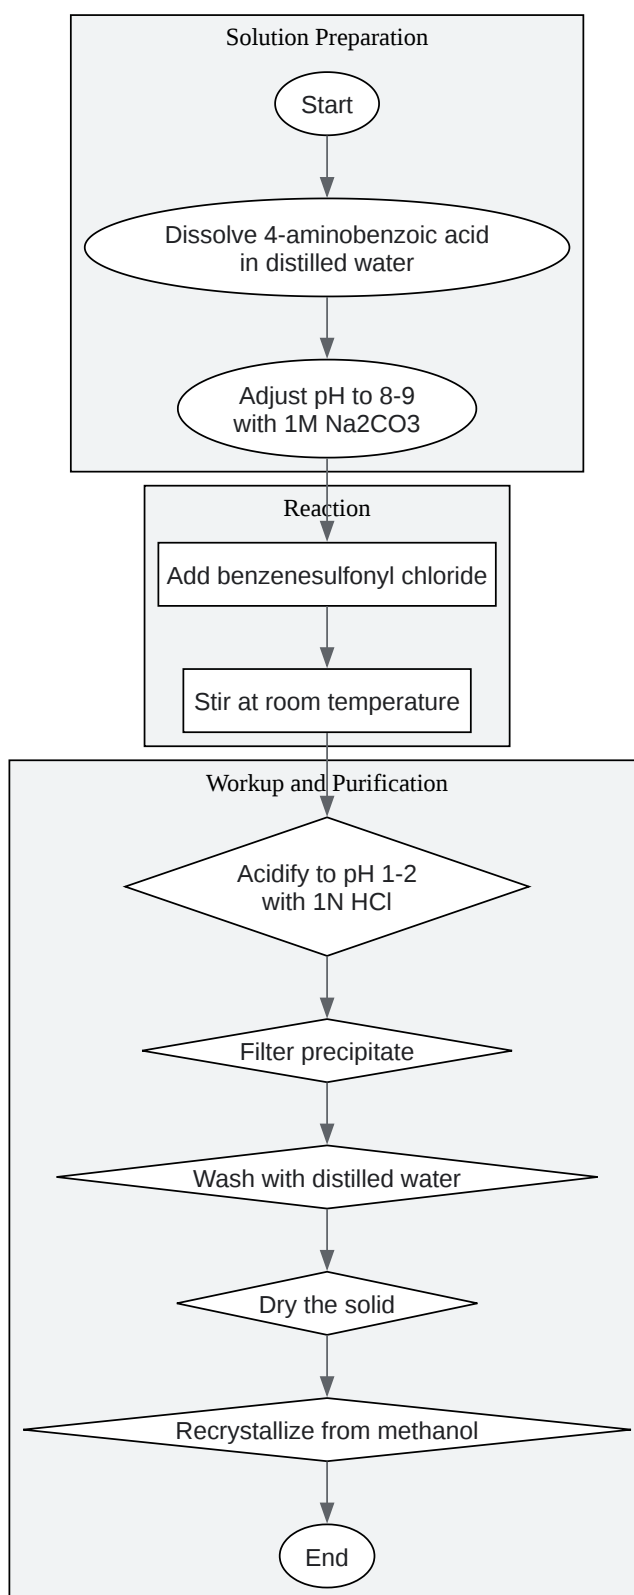 Solution Preparation
Start
Dissolve 4-aminobenzoic acid
in distilled water
Adjust pH to 8-9
with 1M Na2CO3
Reaction
Add benzenesulfonyl chloride
Stir at room temperature
Workup and Purification
Acidify to pH 1-2
with 1N HCl
Filter precipitate
Wash with distilled water
Dry the solid
Recrystallize from methanol
End